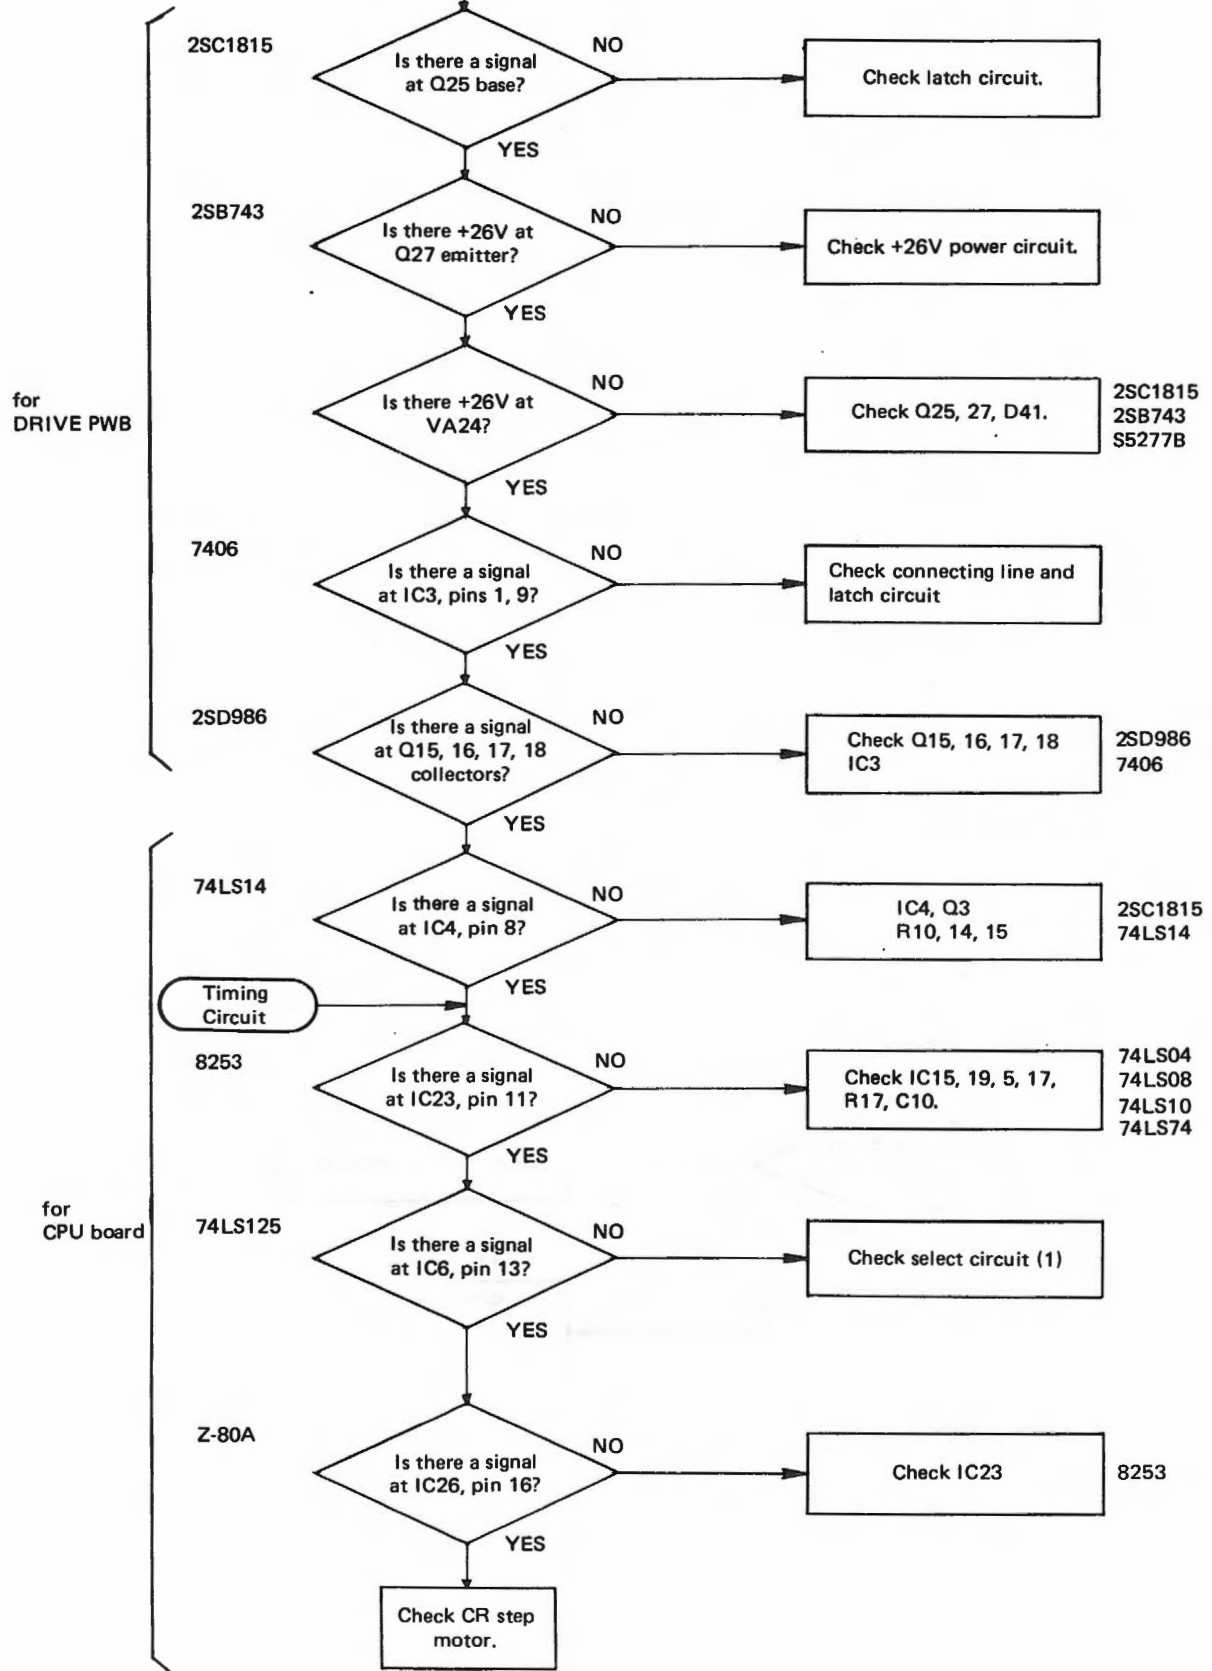 2SC1815
Is there a signal
at Q25 base?
NO
Check latch circuit.
YES
2SB743
Is there +26V at
Q27 emitter?
NO
Check +26V power circuit.
YES
for
DRIVE PWB
Is there +26V at
VA24?
NO
Check Q25, 27, D41.
2SC1815
2SB743
S5277B
YES
7406
Is there a signal
at IC3, pins 1, 9?
NO
Check connecting line and
latch circuit
YES
2SD986
Is there a signal
at Q15, 16, 17, 18
collectors?
NO
Check Q15, 16, 17, 18
IC3
2SD986
7406
YES
74LS14
Is there a signal
at IC4, pin 8?
NO
IC4, Q3
R10, 14, 15
2SC1815
74LS14
YES
Timing
Circuit
8253
Is there a signal
at IC23, pin 11?
NO
Check IC15, 19, 5, 17,
R17, C10.
74LS04
74LS08
74LS10
74LS74
YES
for
CPU board
74LS125
Is there a signal
at IC6, pin 13?
NO
Check select circuit (1)
YES
Z-80A
Is there a signal
at IC26, pin 16?
NO
Check IC23
8253
YES
Check CR step
motor.